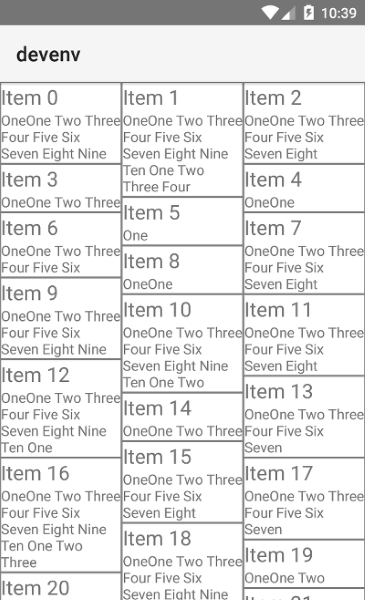 10:39
devenv
Item 0
OneOne Two Three
Four Five Six
Seven Eight Nine
Item 3
OneOne Two Three
Item 6
OneOne Two Three
Four Five Six
Item 9
OneOne Two Three
Four Five Six
Seven Eight Nine
Item 12
OneOne Two Three
Four Five Six
Seven Eight Nine
Ten One
Item 16
OneOne Two Three
Four Five Six
Seven Eight Nine
Ten One Two
Three
Item 20
Item 1
OneOne Two Three
Four Five Six
Seven Eight Nine
Ten One Two
Three Four
Item 5
One
Item 8
OneOne
Item 10
OneOne Two Three
Four Five Six
Seven Eight Nine
Ten One Two
Item 14
OneOne Two Three
Item 15
OneOne Two Three
Four Five Six
Seven Eight
Item 18
OneOne Two Three
Four Five Six
Seven Eight Nine
Item 2
OneOne Two Three
Four Five Six
Seven Eight
Item 4
OneOne
Item 7
OneOne Two Three
Four Five Six
Seven Eight
Item 11
OneOne Two Three
Four Five Six
Seven Eight
Item 13
OneOne Two Three
Four Five Six
Seven
Item 17
OneOne Two Three
Four Five Six
Seven
Item 19
OneOne Two
Item 21